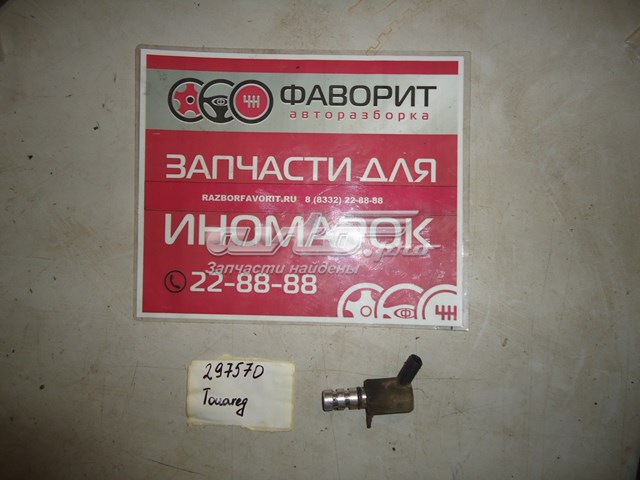 ФАВОРИТ
авторазборка
ЗАПЧАСТИ ДЛЯ
RAZBORFAVORIT.RU 8 (8332) 22-88-88
ИНОМАРОК
Запчасти найдены
22-88-88
297570
Touareg